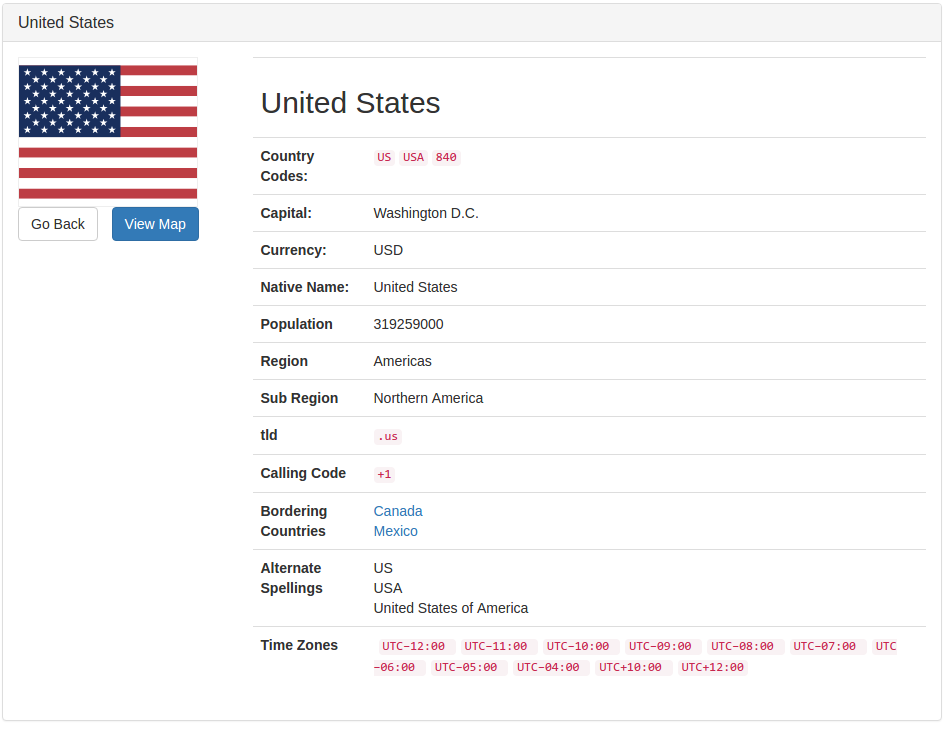 United States
United States
Go Back
View Map
Country Codes: US USA 840
Capital: Washington D.C.
Currency: USD
Native Name: United States
Population 319259000
Region Americas
Sub Region Northern America
tld .us
Calling Code +1
Bordering Canada
Countries Mexico
Alternate US
Spellings USA
United States of America
Time Zones UTC-12:00 UTC-11:00 UTC-10:00 UTC-09:00 UTC-08:00 UTC-07:00 UTC
-06:00 UTC-05:00 UTC-04:00 UTC+10:00 UTC+12:00